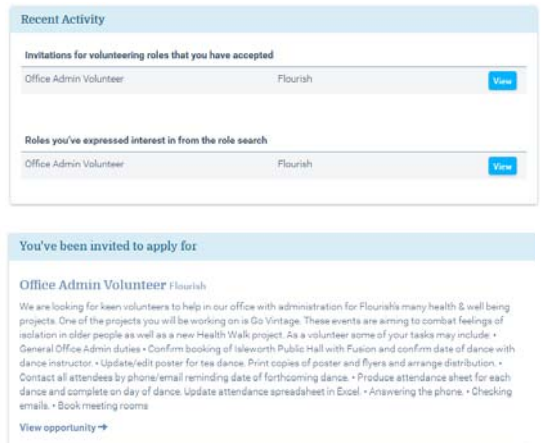 Recent Activity
Invitations for volunteering roles that you have accepted
Office Admin Volunteer Flourish View
Roles you've expressed interest in from the role search
Office Admin Volunteer Flourish View
You've been invited to apply for
Office Admin Volunteer Flourish
We are looking for keen volunteers to help in our office with administration for Flourish's many health & well being
projects. One of the projects you will be working on is Go Vintage. These events are aiming to combat feelings of
isolation in older people as well as a new Health Walk project. As a volunteer some of your tasks may include: •
General Office Admin duties • Confirm booking of Isleworth Public Hall with Fusion and confirm date of dance with
dance instructor. • Update/edit poster for tea dance. Print copies of poster and flyers and arrange distribution. •
Contact all attendees by phone/email reminding date of forthcoming dance. • Produce attendance sheet for each
dance and complete on day of dance. Update attendance spreadsheet in Excel. • Answering the phone. • Checking
emails. • Book meeting rooms
View opportunity →